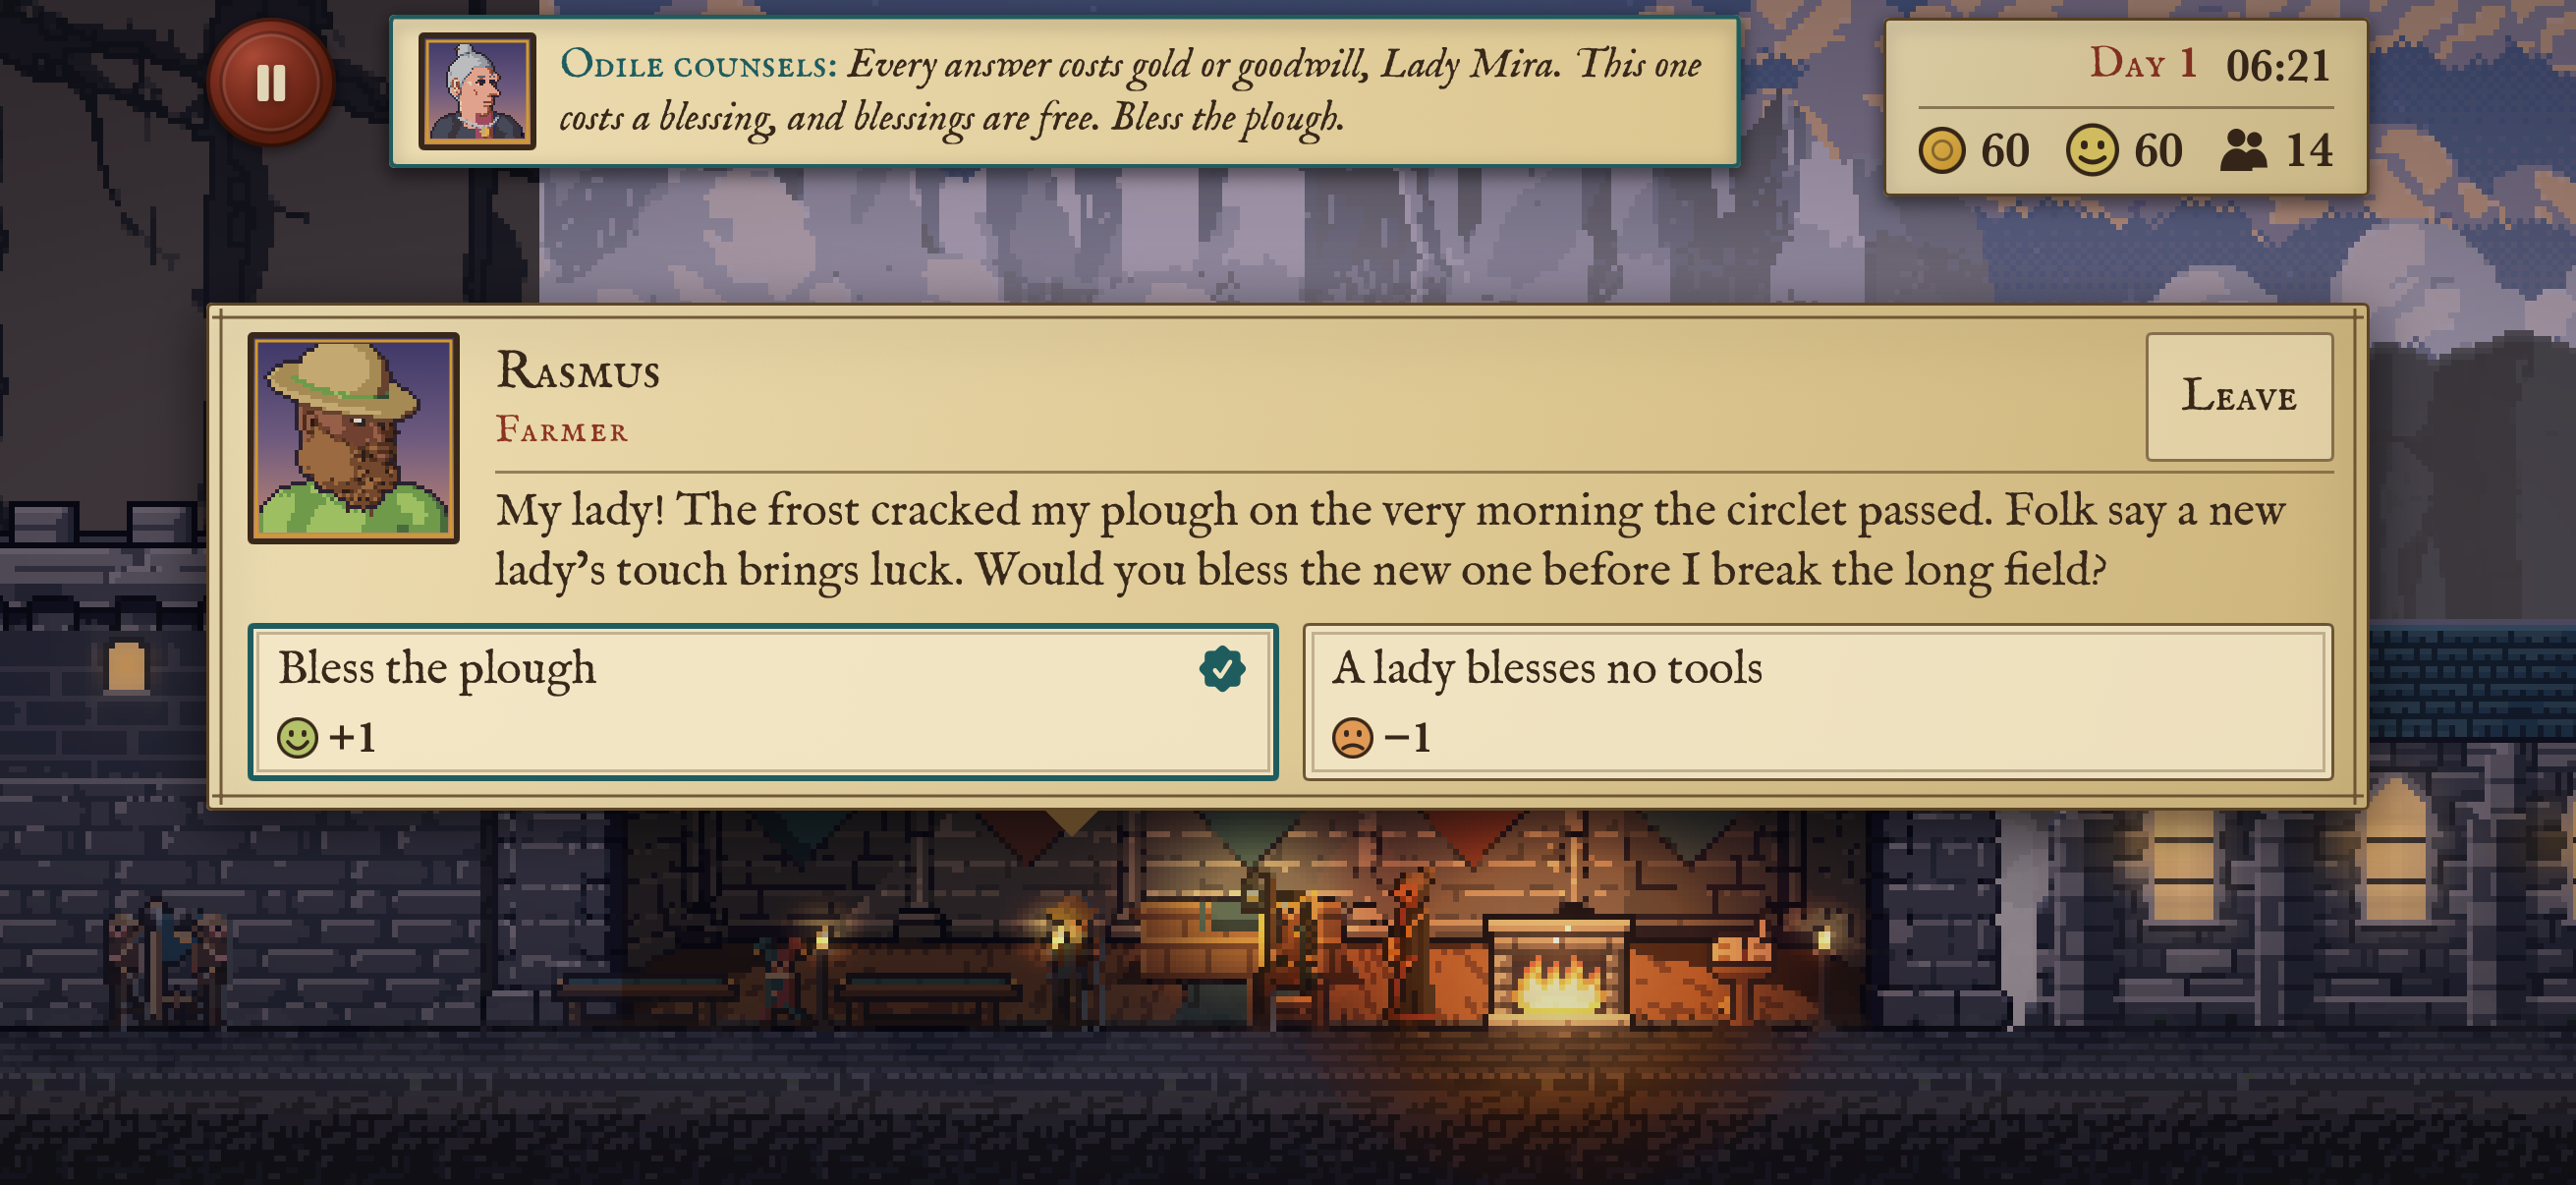 Odile counsels: Every answer costs gold or goodwill, Lady Mira. This one
costs a blessing, and blessings are free. Bless the plough.
Day 1 06:21
60 60 14
Rasmus
Farmer
Leave
My lady! The frost cracked my plough on the very morning the circlet passed. Folk say a new
lady’s touch brings luck. Would you bless the new one before I break the long field?
Bless the plough
+1
A lady blesses no tools
−1